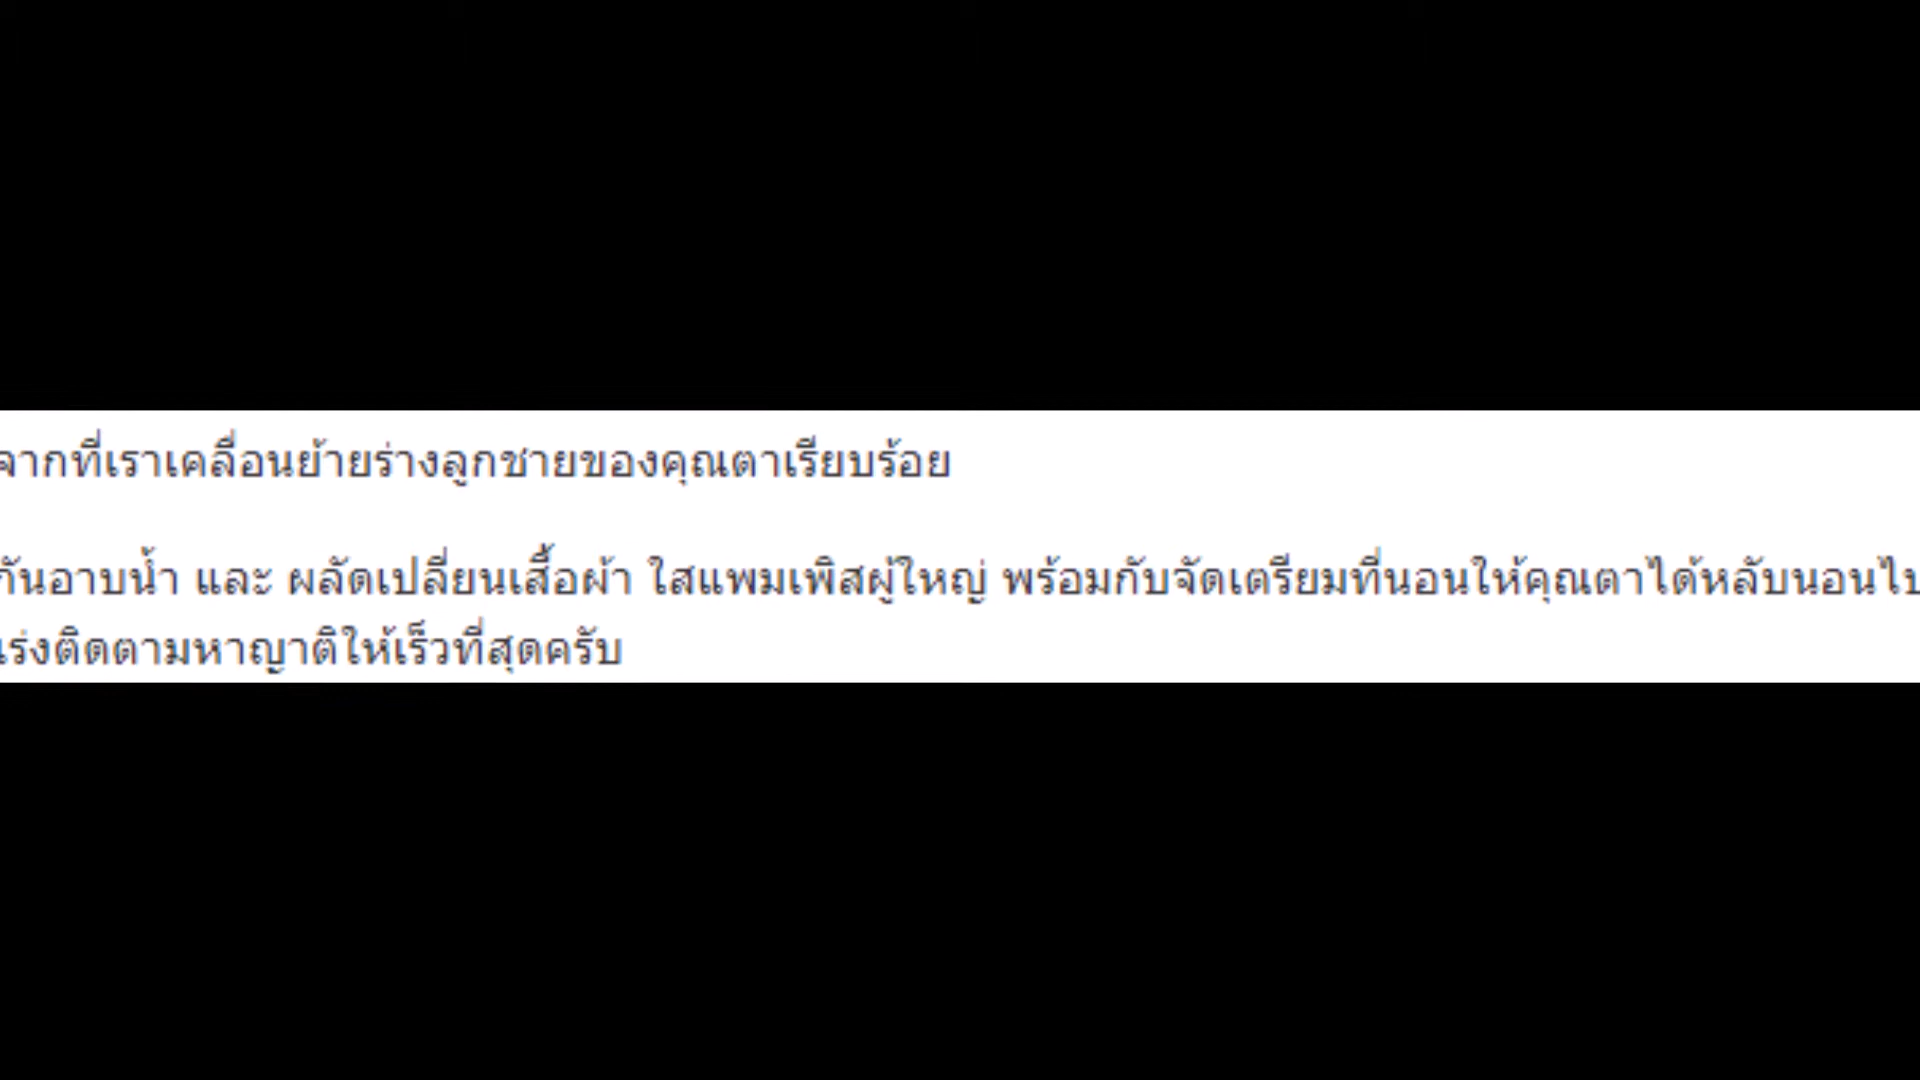 จากที่เราเคลื่อนย้ายร่างลูกชายของคุณตาเรียบร้อย
กันอาบน้ำ และ ผลัดเปลี่ยนเสื้อผ้า ใสแพมเพิสผู้ใหญ่ พร้อมกับจัดเตรียมที่นอนให้คุณตาได้หลับนอนไป
เร่งติดตามหาญาติให้เร็วที่สุดครับ